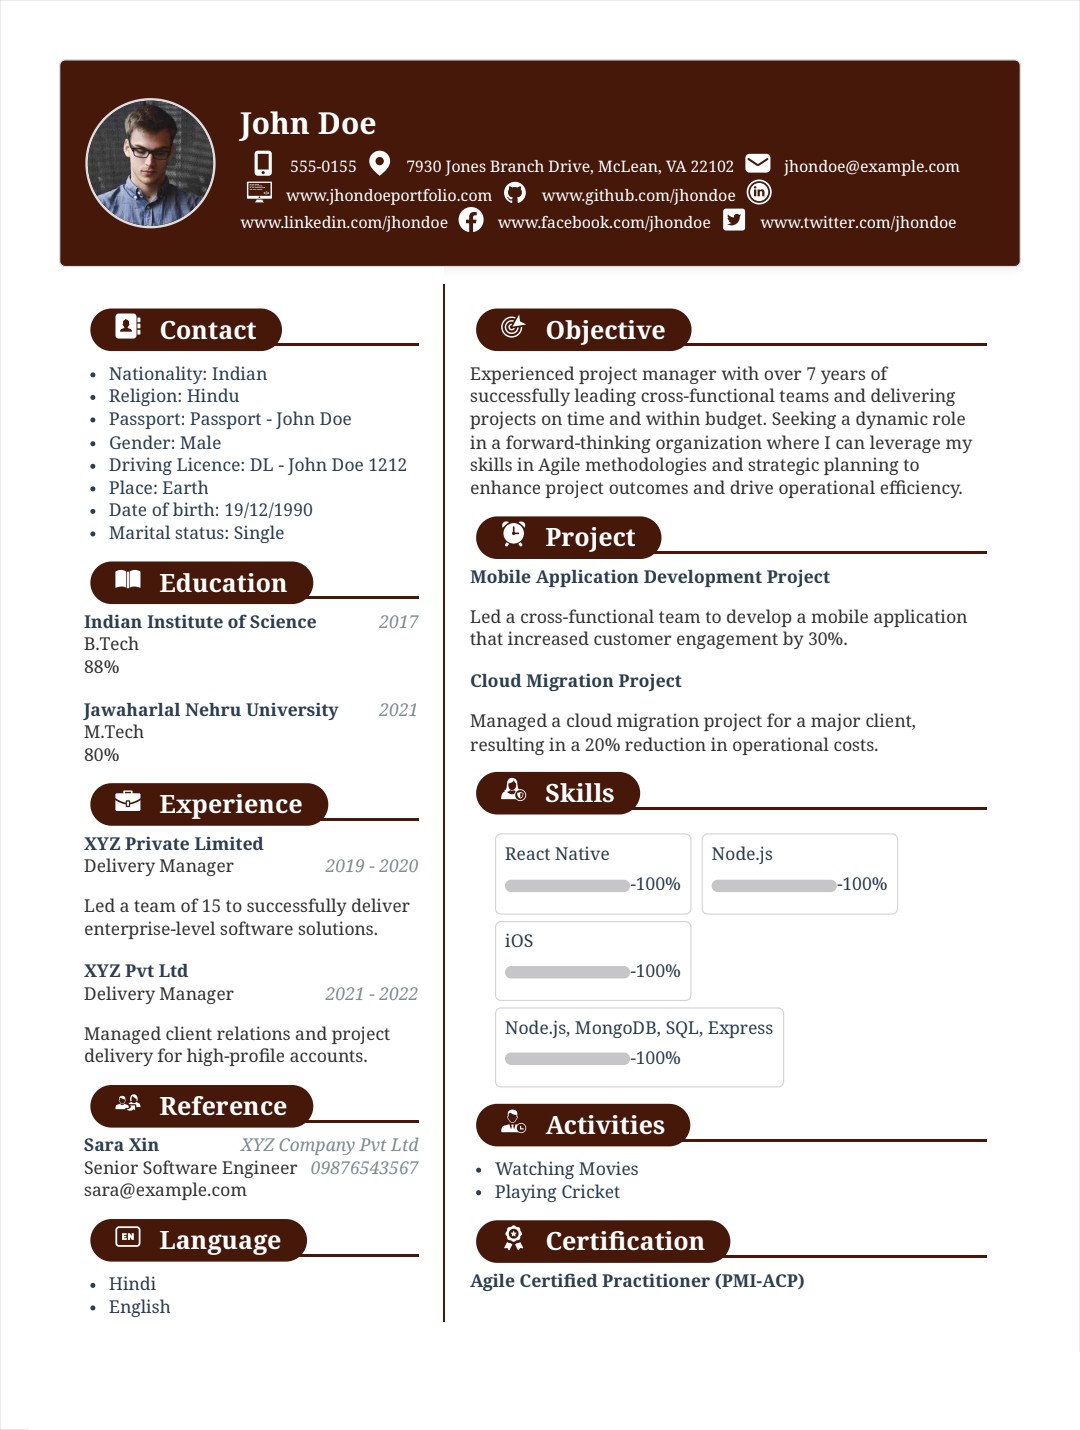 John Doe
555-0155 7930 Jones Branch Drive, McLean, VA 22102 jhondoe@example.com
www.jhondoeportfolio.com www.github.com/jhondoe
www.linkedin.com/jhondoe www.facebook.com/jhondoe www.twitter.com/jhondoe
Contact
• Nationality: Indian
• Religion: Hindu
• Passport: Passport - John Doe
• Gender: Male
• Driving Licence: DL - John Doe 1212
• Place: Earth
• Date of birth: 19/12/1990
• Marital status: Single
Education
Indian Institute of Science 2017
B.Tech
88%
Jawaharlal Nehru University 2021
M.Tech
80%
Experience
XYZ Private Limited
Delivery Manager 2019 - 2020
Led a team of 15 to successfully deliver
enterprise-level software solutions.
XYZ Pvt Ltd
Delivery Manager 2021 - 2022
Managed client relations and project
delivery for high-profile accounts.
Reference
Sara Xin XYZ Company Pvt Ltd
Senior Software Engineer 09876543567
sara@example.com
EN Language
• Hindi
• English
Objective
Experienced project manager with over 7 years of
successfully leading cross-functional teams and delivering
projects on time and within budget. Seeking a dynamic role
in a forward-thinking organization where I can leverage my
skills in Agile methodologies and strategic planning to
enhance project outcomes and drive operational efficiency.
Project
Mobile Application Development Project
Led a cross-functional team to develop a mobile application
that increased customer engagement by 30%.
Cloud Migration Project
Managed a cloud migration project for a major client,
resulting in a 20% reduction in operational costs.
Skills
React Native
-100%
Node.js
-100%
iOS
-100%
Node.js, MongoDB, SQL, Express
-100%
Activities
• Watching Movies
• Playing Cricket
Certification
Agile Certified Practitioner (PMI-ACP)